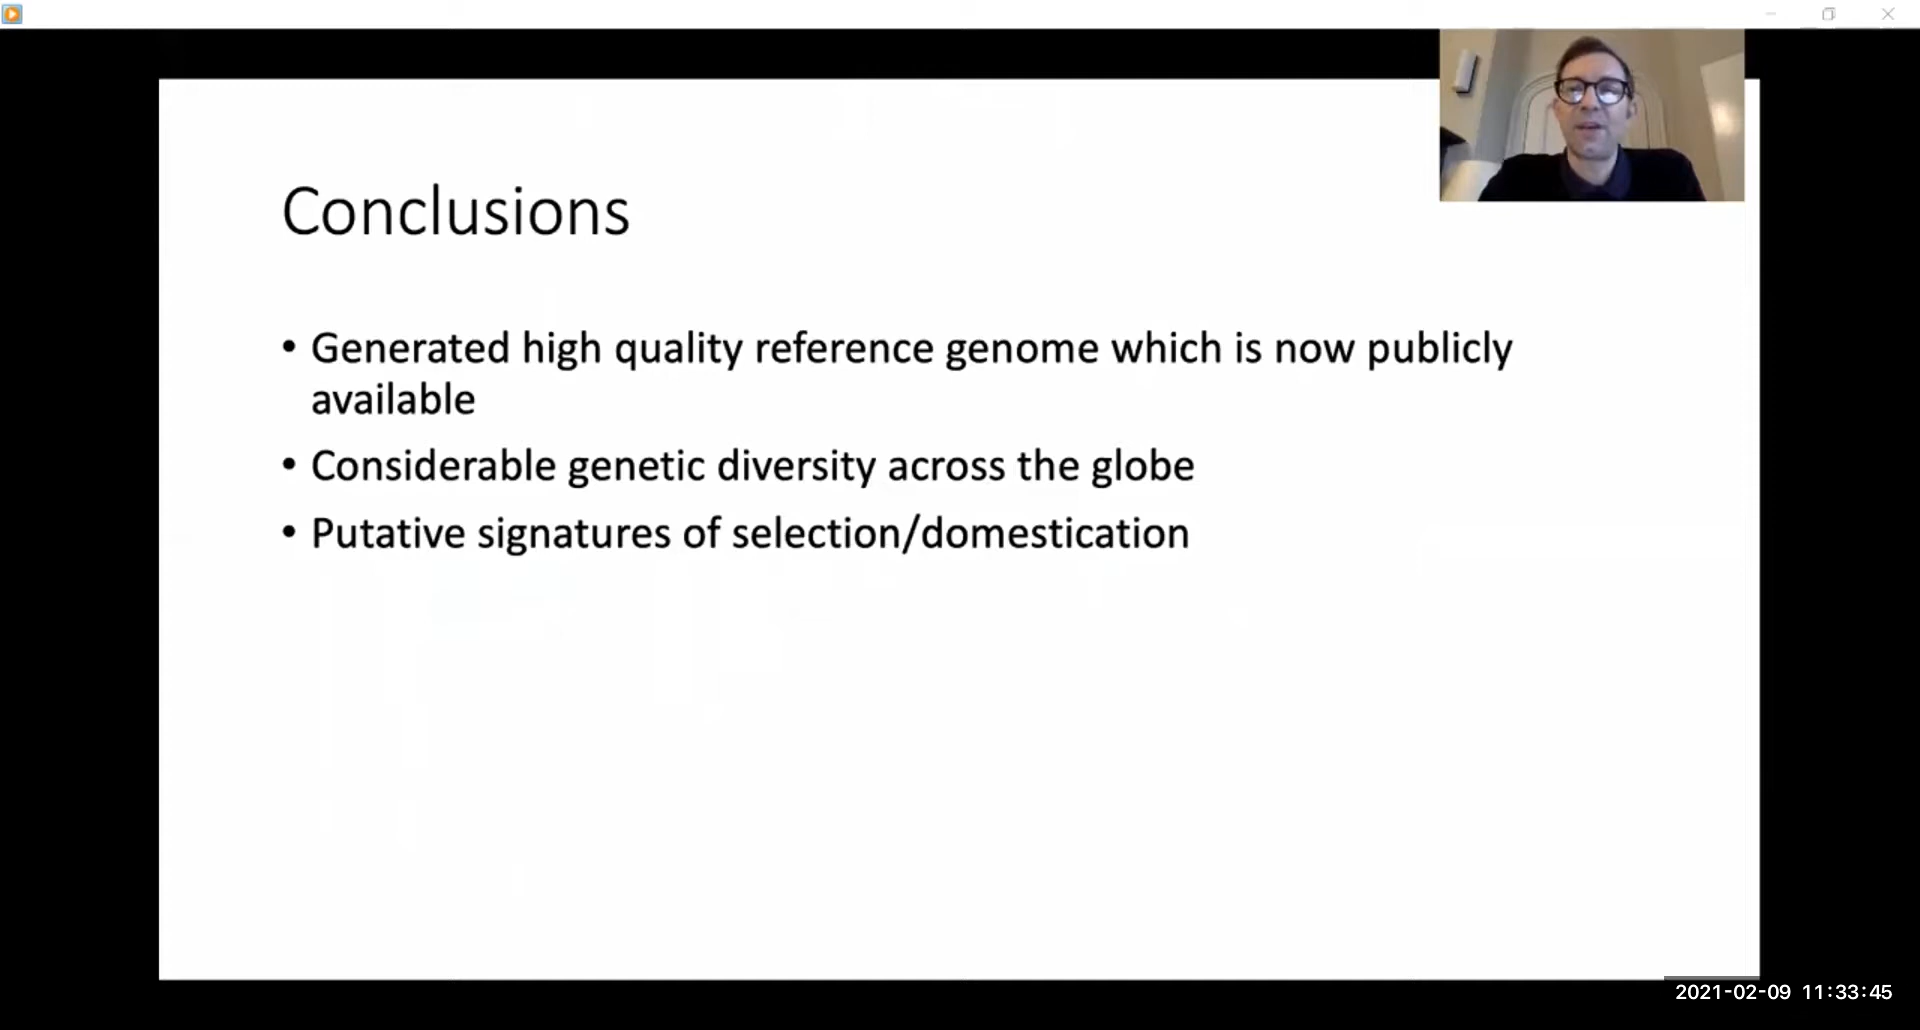 Conclusions
• Generated high quality reference genome which is now publicly
available
• Considerable genetic diversity across the globe
• Putative signatures of selection/domestication
2021-02-09 11:33:45